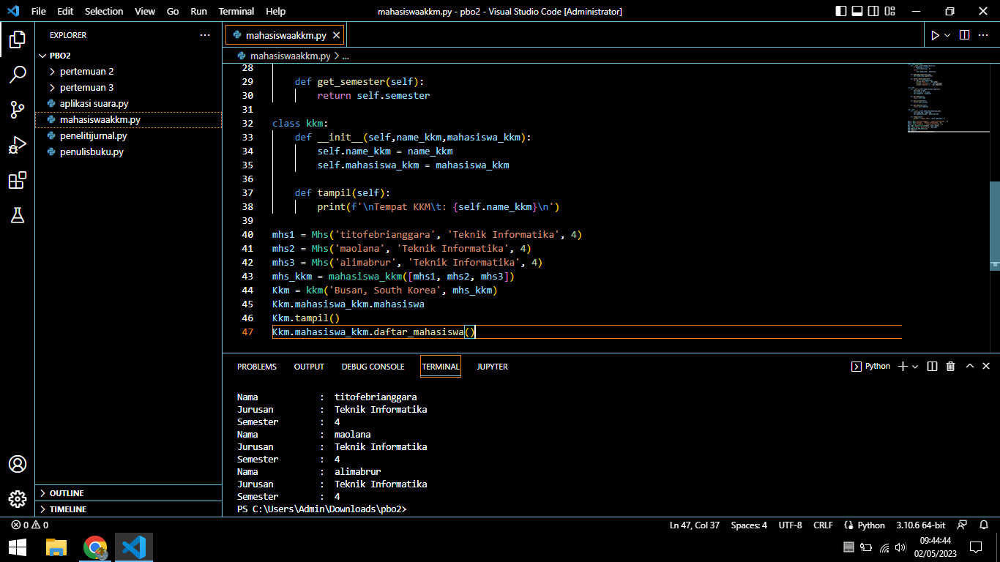 File Edit Selection View Go Run Terminal Help mahasiswaakkm.py - pbo2 - Visual Studio Code [Administrator]
EXPLORER
PBO2
pertemuan 2
pertemuan 3
aplikasi suara.py
mahasiswaakkm.py
penelitijurnal.py
penulisbuku.py
OUTLINE
TIMELINE
mahasiswaakkm.py
mahasiswaakkm.py > ...
28
29 def get_semester(self):
30 return self.semester
31
32 class kkm:
33 def __init__(self,name_kkm,mahasiswa_kkm):
34 self.name_kkm = name_kkm
35 self.mahasiswa_kkm = mahasiswa_kkm
36
37 def tampil(self):
38 print(f'\nTempat KKM\t: {self.name_kkm}\n')
39
40 mhs1 = Mhs('titofebrianggara', 'Teknik Informatika', 4)
41 mhs2 = Mhs('maolana', 'Teknik Informatika', 4)
42 mhs3 = Mhs('alimabrur', 'Teknik Informatika', 4)
43 mhs_kkm = mahasiswa_kkm([mhs1, mhs2, mhs3])
44 Kkm = kkm('Busan, South Korea', mhs_kkm)
45 Kkm.mahasiswa_kkm.mahasiswa
46 Kkm.tampil()
47 Kkm.mahasiswa_kkm.daftar_mahasiswa()
PROBLEMS OUTPUT DEBUG CONSOLE TERMINAL JUPYTER Python
Nama : titofebrianggara
Jurusan : Teknik Informatika
Semester : 4
Nama : maolana
Jurusan : Teknik Informatika
Semester : 4
Nama : alimabrur
Jurusan : Teknik Informatika
Semester : 4
PS C:\Users\Admin\Downloads\pbo2>
0 0 Ln 47, Col 37 Spaces: 4 UTF-8 CRLF Python 3.10.6 64-bit
09:44:44
02/05/2023